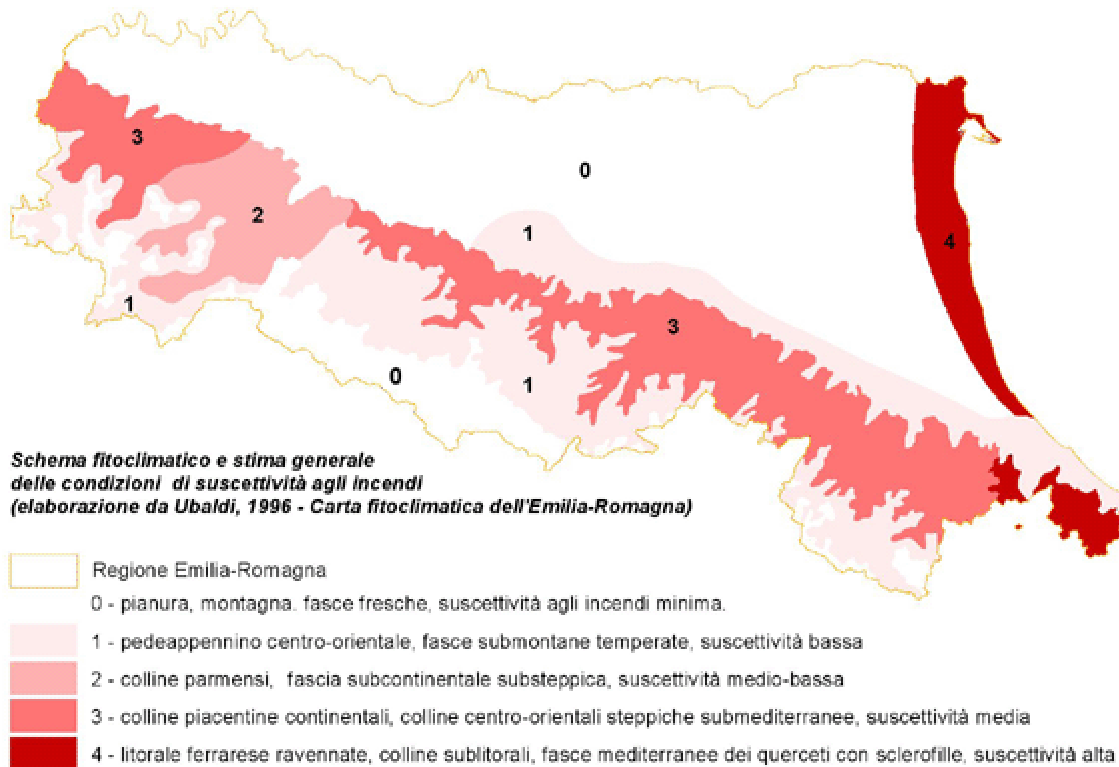 3
0
2
1
4
1
3
0
1
Schema fitoclimatico e stima generale
delle condizioni di suscettività agli incendi
(elaborazione da Ubaldi, 1996 - Carta fitoclimatica dell'Emilia-Romagna)
Regione Emilia-Romagna
0 - pianura, montagna. fasce fresche, suscettività agli incendi minima.
1 - pedeappennino centro-orientale, fasce submontane temperate, suscettività bassa
2 - colline parmensi, fascia subcontinentale substeppica, suscettività medio-bassa
3 - colline piacentine continentali, colline centro-orientali steppiche submediterranee, suscettività media
4 - litorale ferrarese ravennate, colline sublitorali, fasce mediterranee dei querceti con sclerofille, suscettività alta